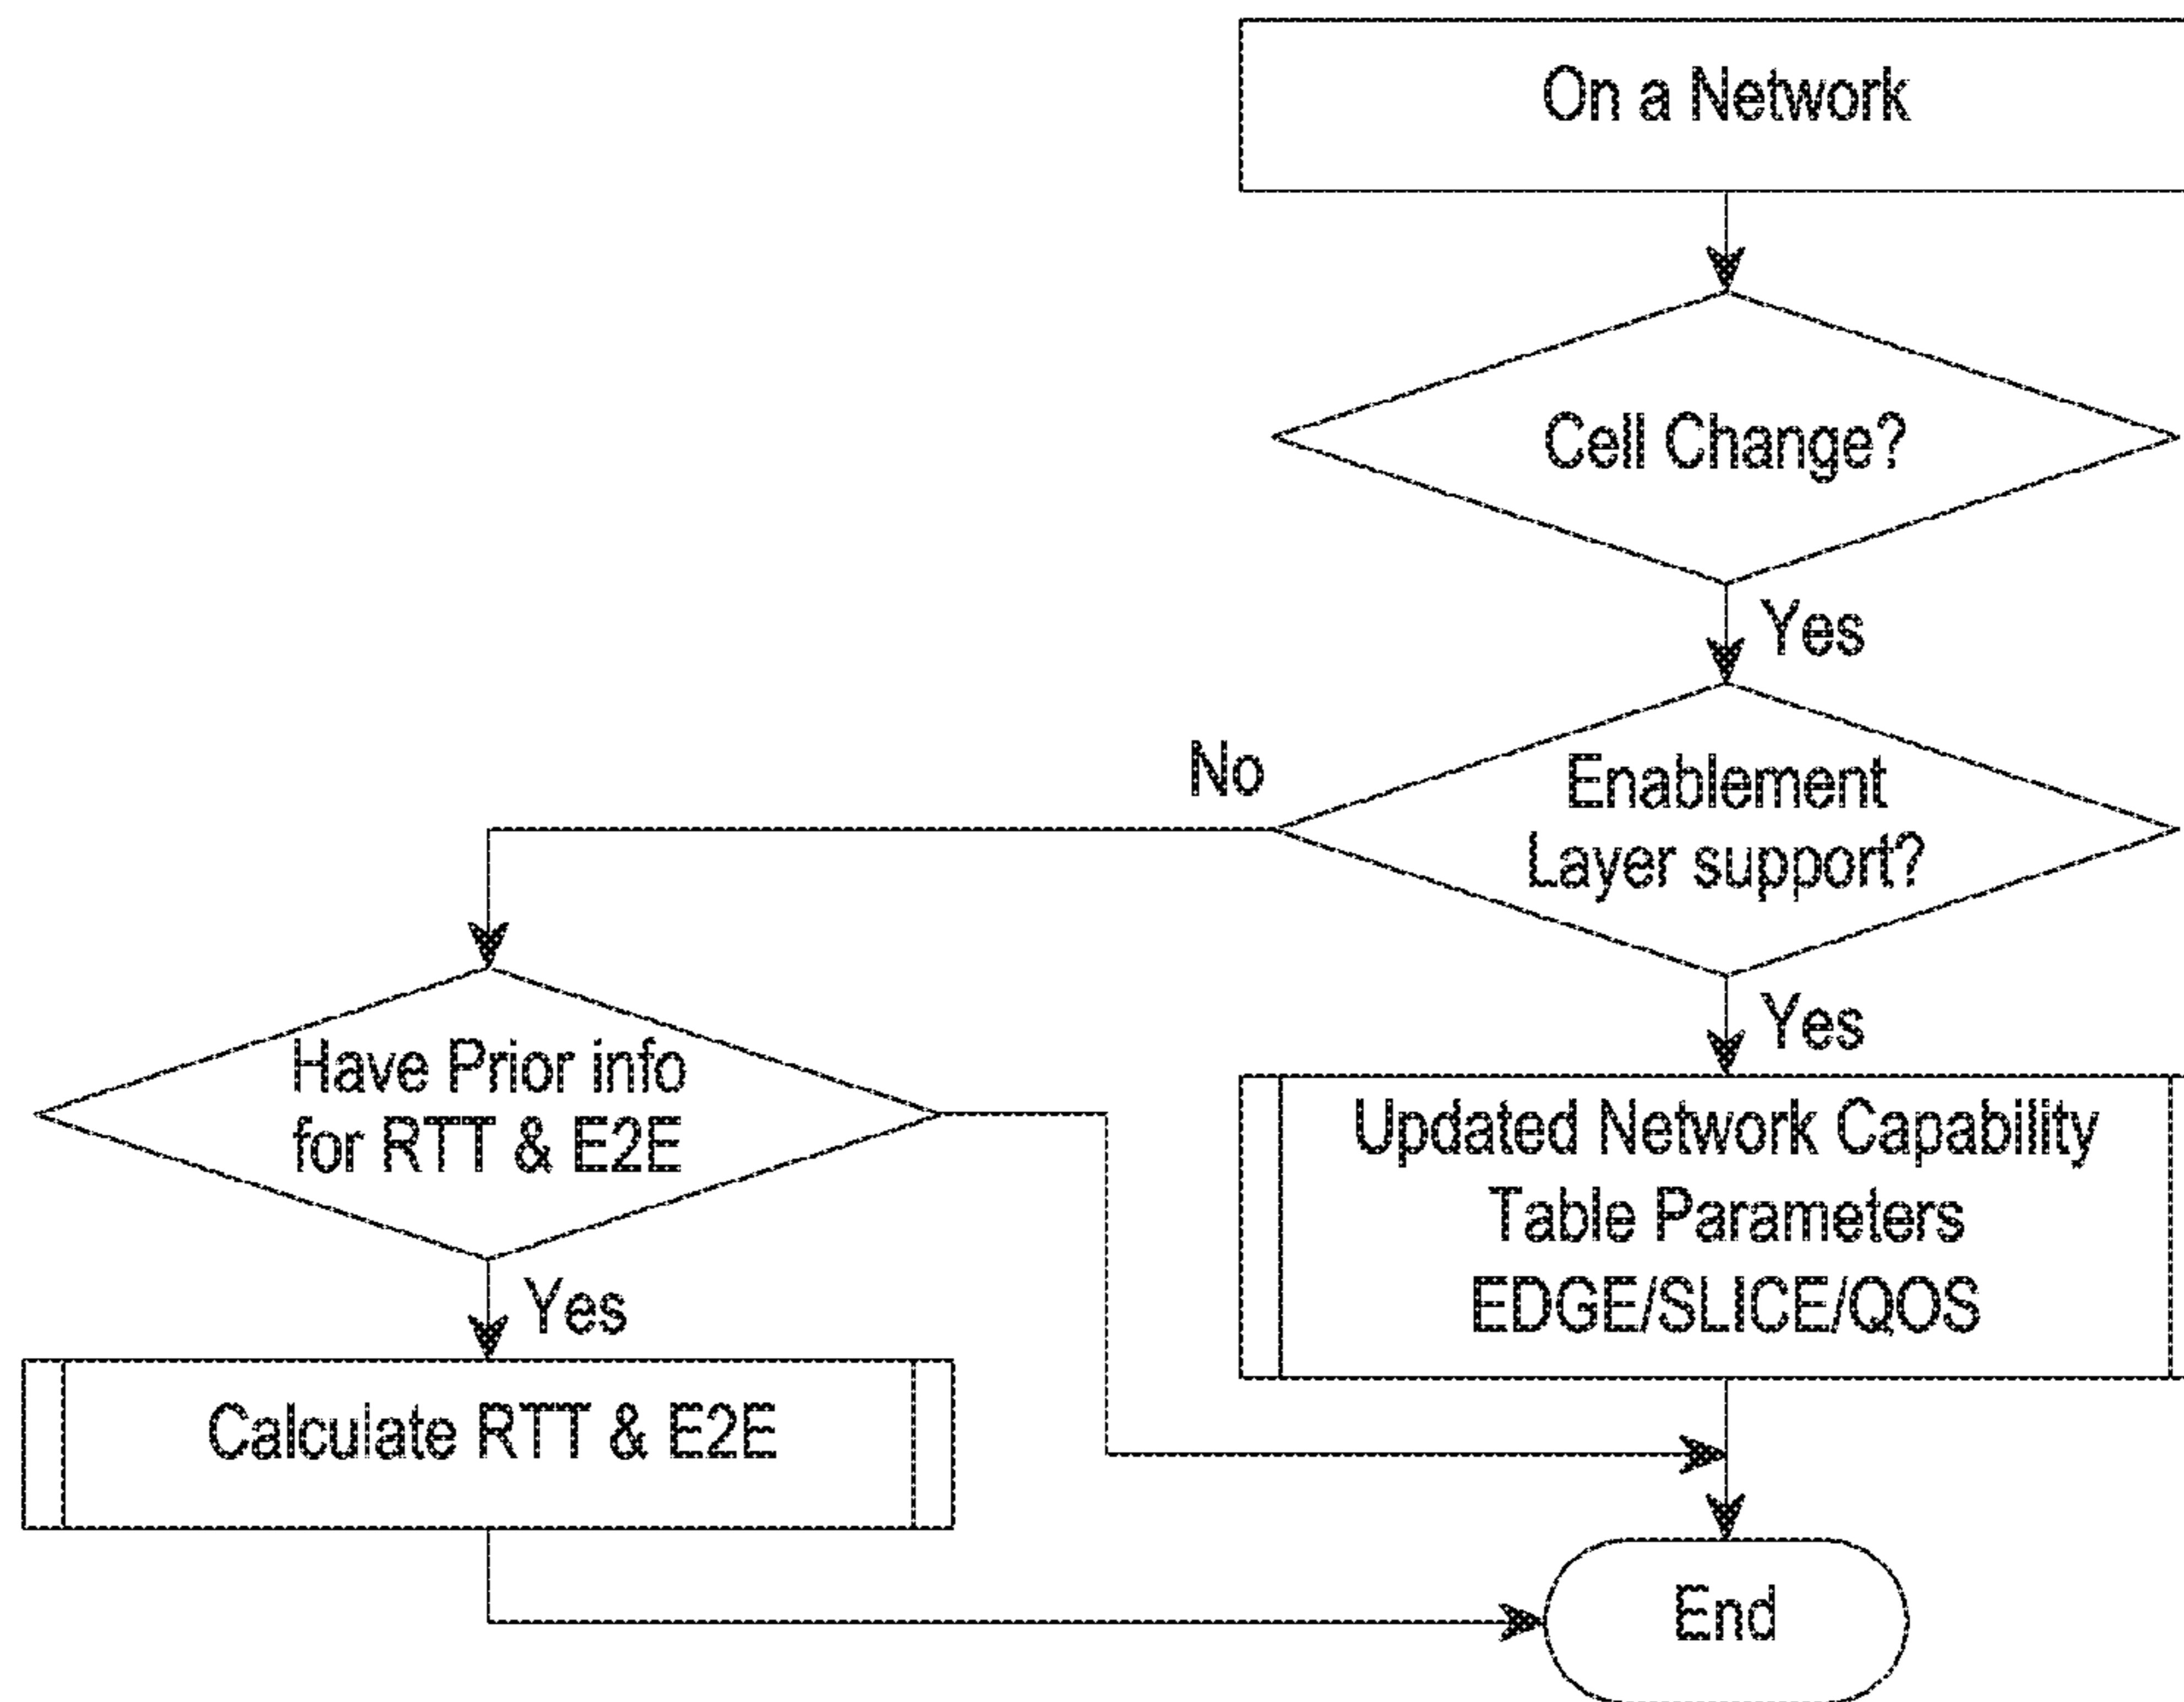 On a Network
Cell Change?
Yes
No
Enablement
Layer support?
Yes
Have Prior info
for RTT & E2E
Updated Network Capability
Table Parameters
EDGE/SLICE/QOS
Yes
Calculate RTT & E2E
End